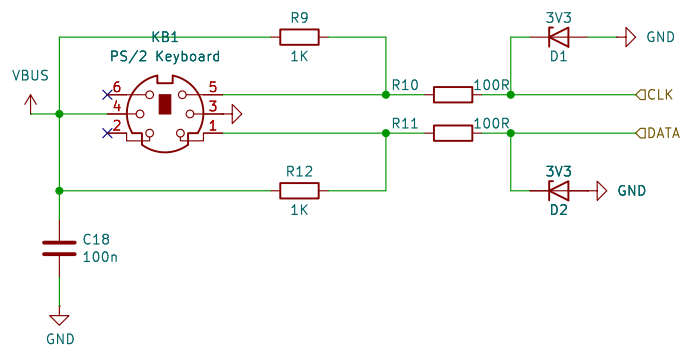 R9
3V3
KB1
GND
PS/2 Keyboard
1K
D1
VBUS
6
5
R10
100R
CLK
4
3
2
1
R11
100R
DATA
R12
3V3
GND
1K
D2
C18
100n
GND